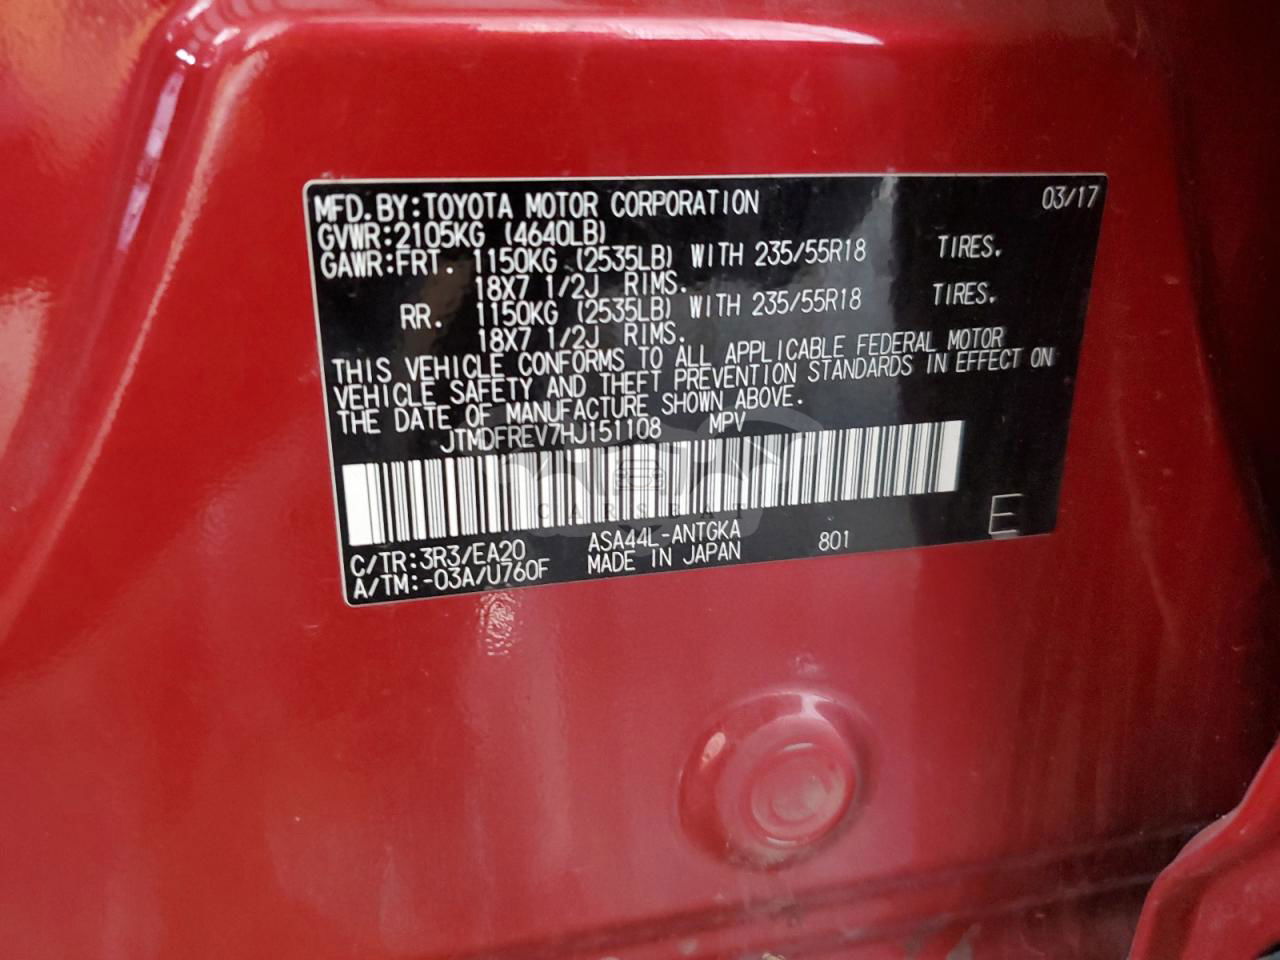 MFD.BY:TOYOTA MOTOR CORPORATION 03/17
GVWR:2105KG (4640LB)
GAWR:FRT. 1150KG (2535LB) WITH 235/55R18 TIRES.
18X7 1/2J RIMS.
RR. 1150KG (2535LB) WITH 235/55R18 TIRES.
18X7 1/2J RIMS.
THIS VEHICLE CONFORMS TO ALL APPLICABLE FEDERAL MOTOR
VEHICLE SAFETY AND THEFT PREVENTION STANDARDS IN EFFECT ON
THE DATE OF MANUFACTURE SHOWN ABOVE.
JTMDFREV7HJ151108 MPV
CARSEAT
C/TR:3R3/EA20 ASA44L-ANTGKA 801 E
A/TM:-03A/U760F MADE IN JAPAN